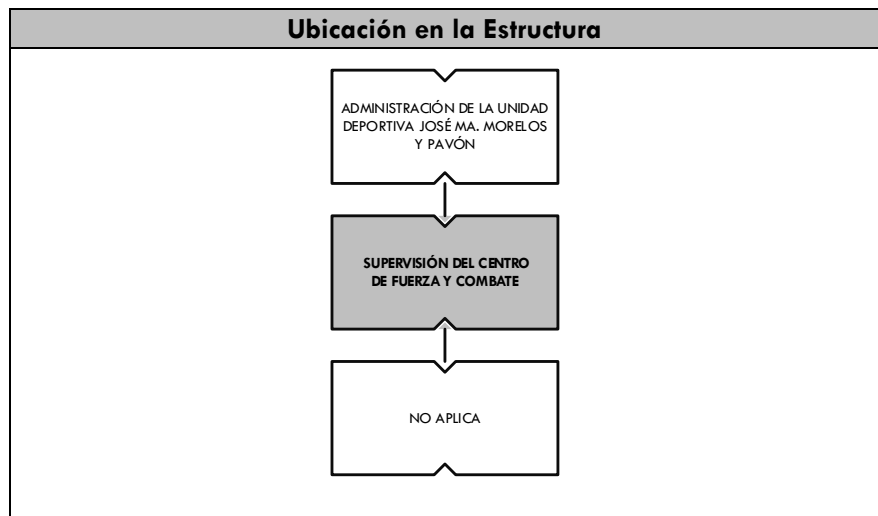 Ubicación en la Estructura
ADMINISTRACIÓN DE LA UNIDAD
DEPORTIVA JOSÉ MA. MORELOS
Y PAVÓN
SUPERVISIÓN DEL CENTRO
DE FUERZA Y COMBATE
NO APLICA